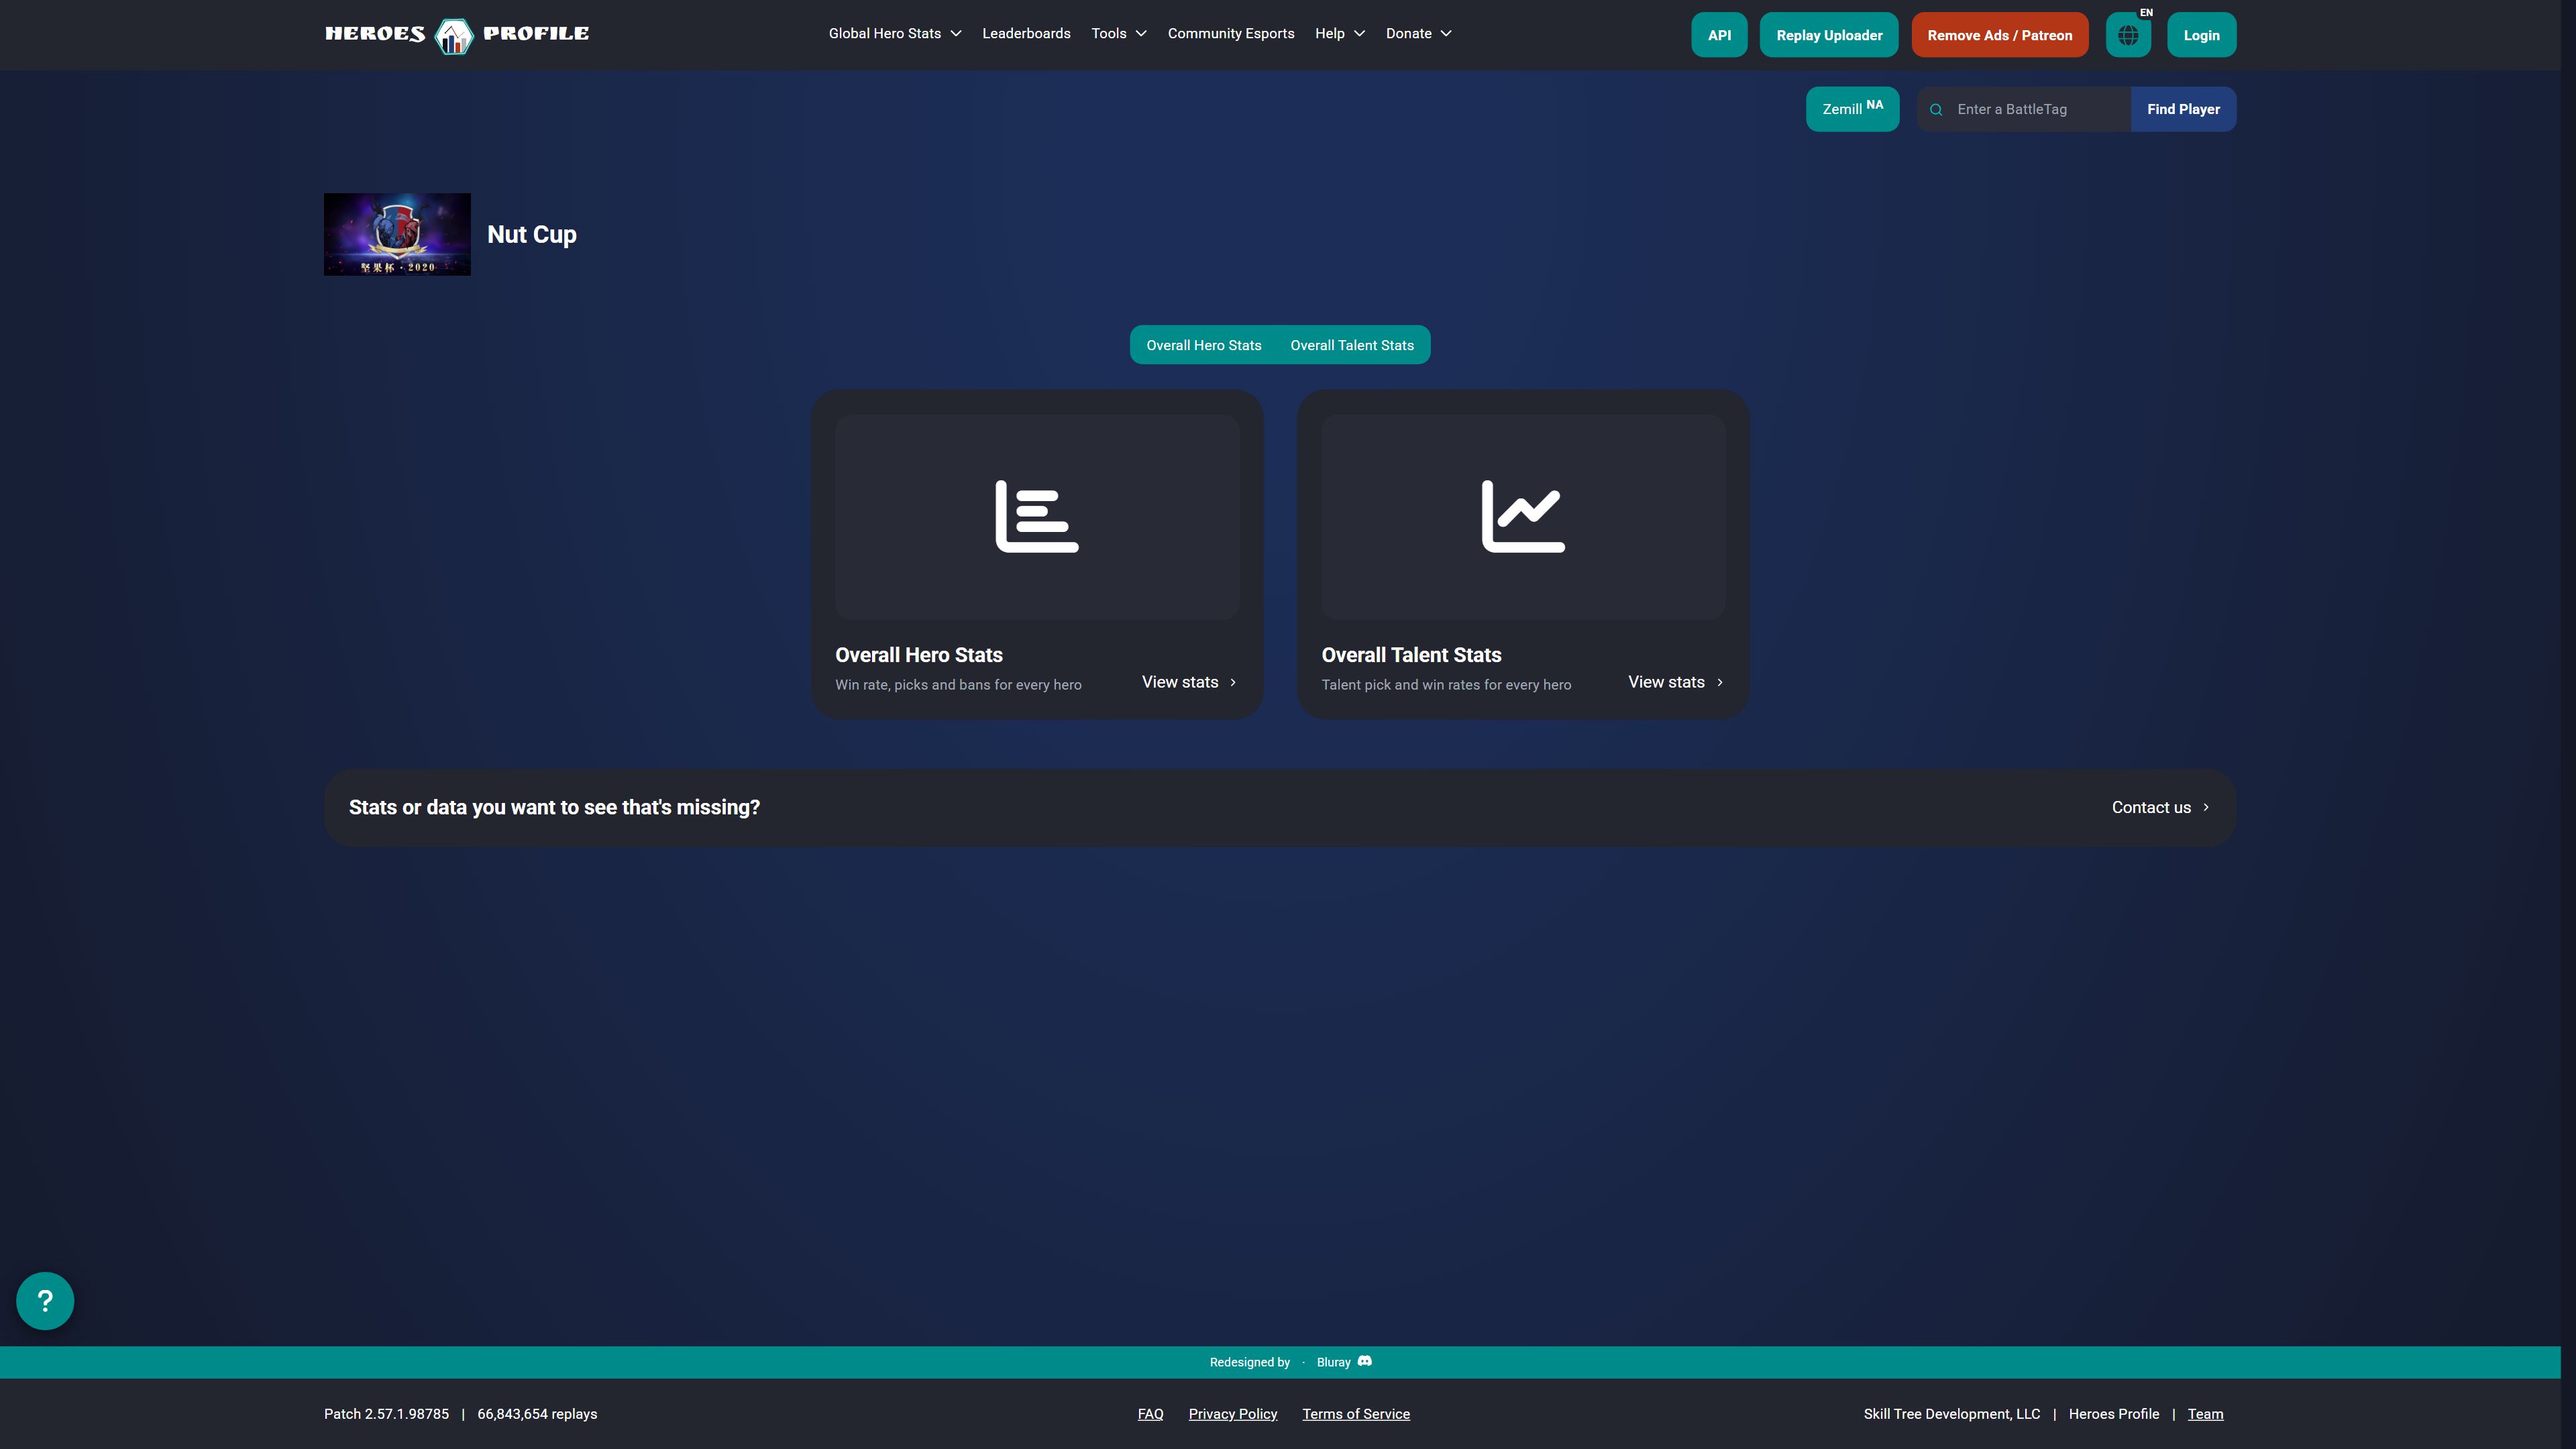 HEROES PROFILE
Global Hero Stats
Leaderboards
Tools
Community Esports
Help
Donate
API
Replay Uploader
Remove Ads / Patreon
EN
Login
Zemill NA
Enter a BattleTag
Find Player
坚果杯 · 2020
Nut Cup
Overall Hero Stats
Overall Talent Stats
Overall Hero Stats
Win rate, picks and bans for every hero
View stats
Overall Talent Stats
Talent pick and win rates for every hero
View stats
Stats or data you want to see that's missing?
Contact us
?
Redesigned by · Bluray
Patch 2.57.1.98785 | 66,843,654 replays
FAQ
Privacy Policy
Terms of Service
Skill Tree Development, LLC | Heroes Profile | Team